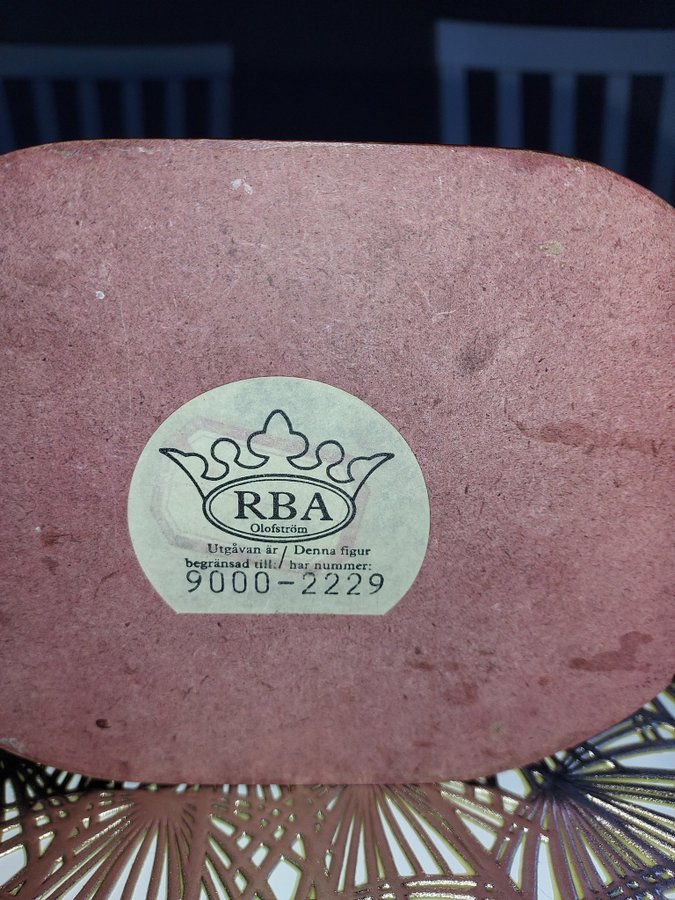 RBA
Olofström
Utgåvan är / Denna figur
begränsad till: / har nummer:
9000-2229